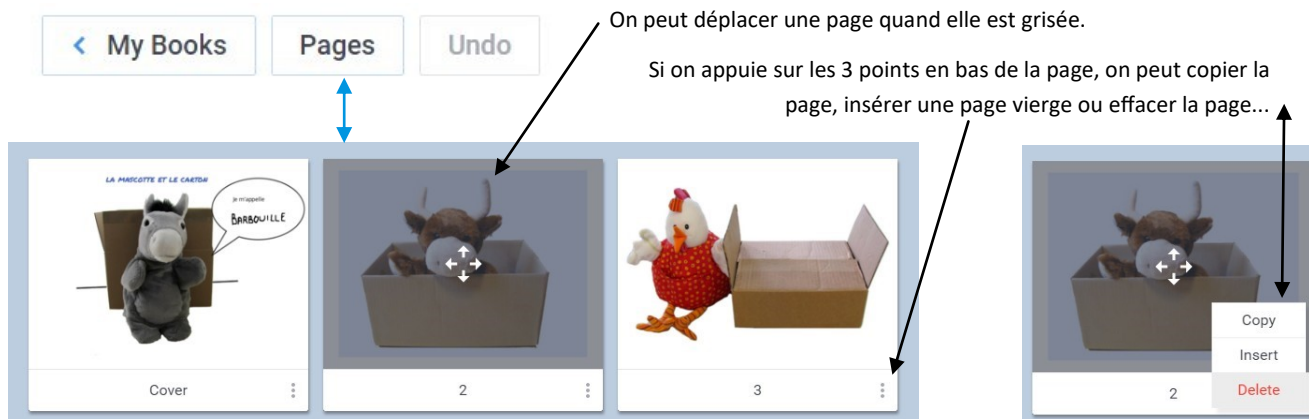 My Books
Pages
Undo
On peut déplacer une page quand elle est grisée.
Si on appuie sur les 3 points en bas de la page, on peut copier la
page, insérer une page vierge ou effacer la page...
LA MASCOTTE ET LE CARTON
je m'appelle
BARBOUILLE
Cover
2
3
Copy
Insert
2
Delete